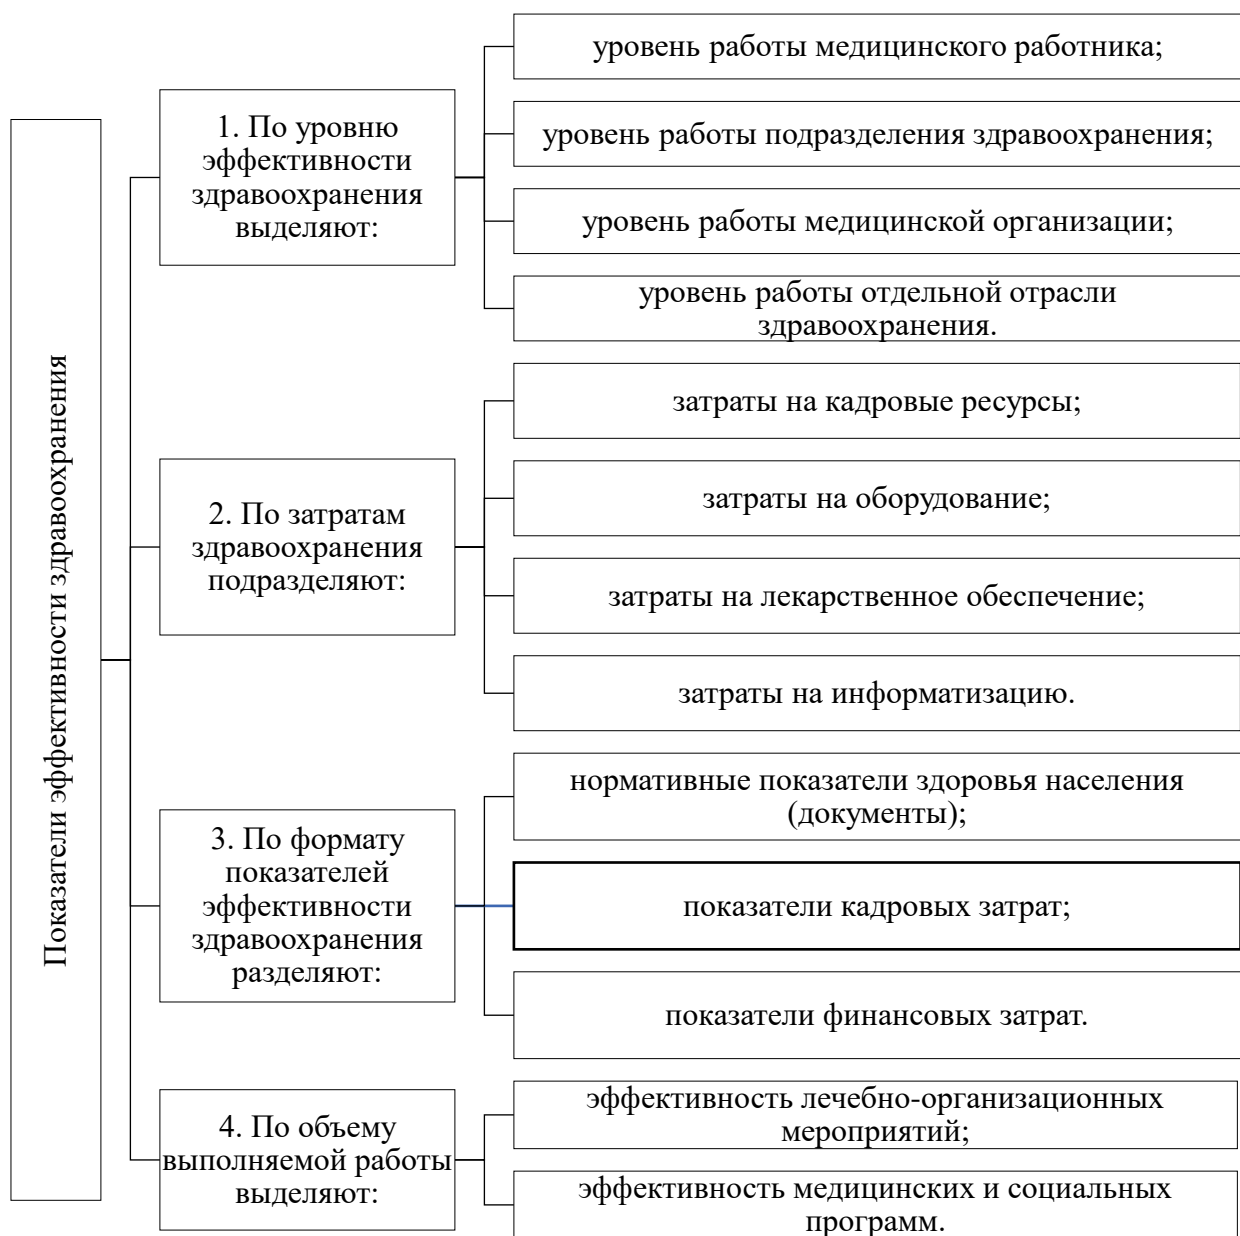 Показатели эффективности здравоохранения
1. По уровню
эффективности
здравоохранения
выделяют:
уровень работы медицинского работника;
уровень работы подразделения здравоохранения;
уровень работы медицинской организации;
уровень работы отдельной отрасли
здравоохранения.
2. По затратам
здравоохранения
подразделяют:
затраты на кадровые ресурсы;
затраты на оборудование;
затраты на лекарственное обеспечение;
затраты на информатизацию.
3. По формату
показателей
эффективности
здравоохранения
разделяют:
нормативные показатели здоровья населения
(документы);
показатели кадровых затрат;
показатели финансовых затрат.
4. По объему
выполняемой работы
выделяют:
эффективность лечебно-организационных
мероприятий;
эффективность медицинских и социальных
программ.